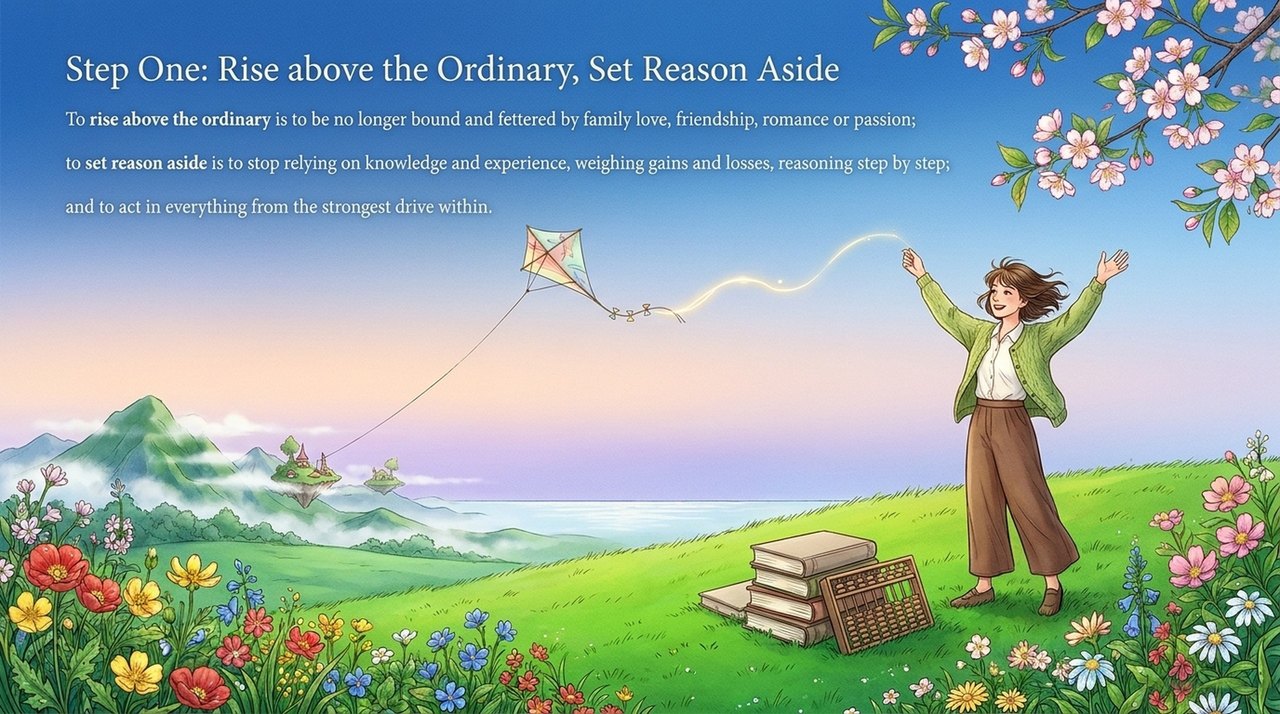 Step One: Rise above the Ordinary, Set Reason Aside
To rise above the ordinary is to be no longer bound and fettered by family love, friendship, romance or passion;
to set reason aside is to stop relying on knowledge and experience, weighing gains and losses, reasoning step by step;
and to act in everything from the strongest drive within.